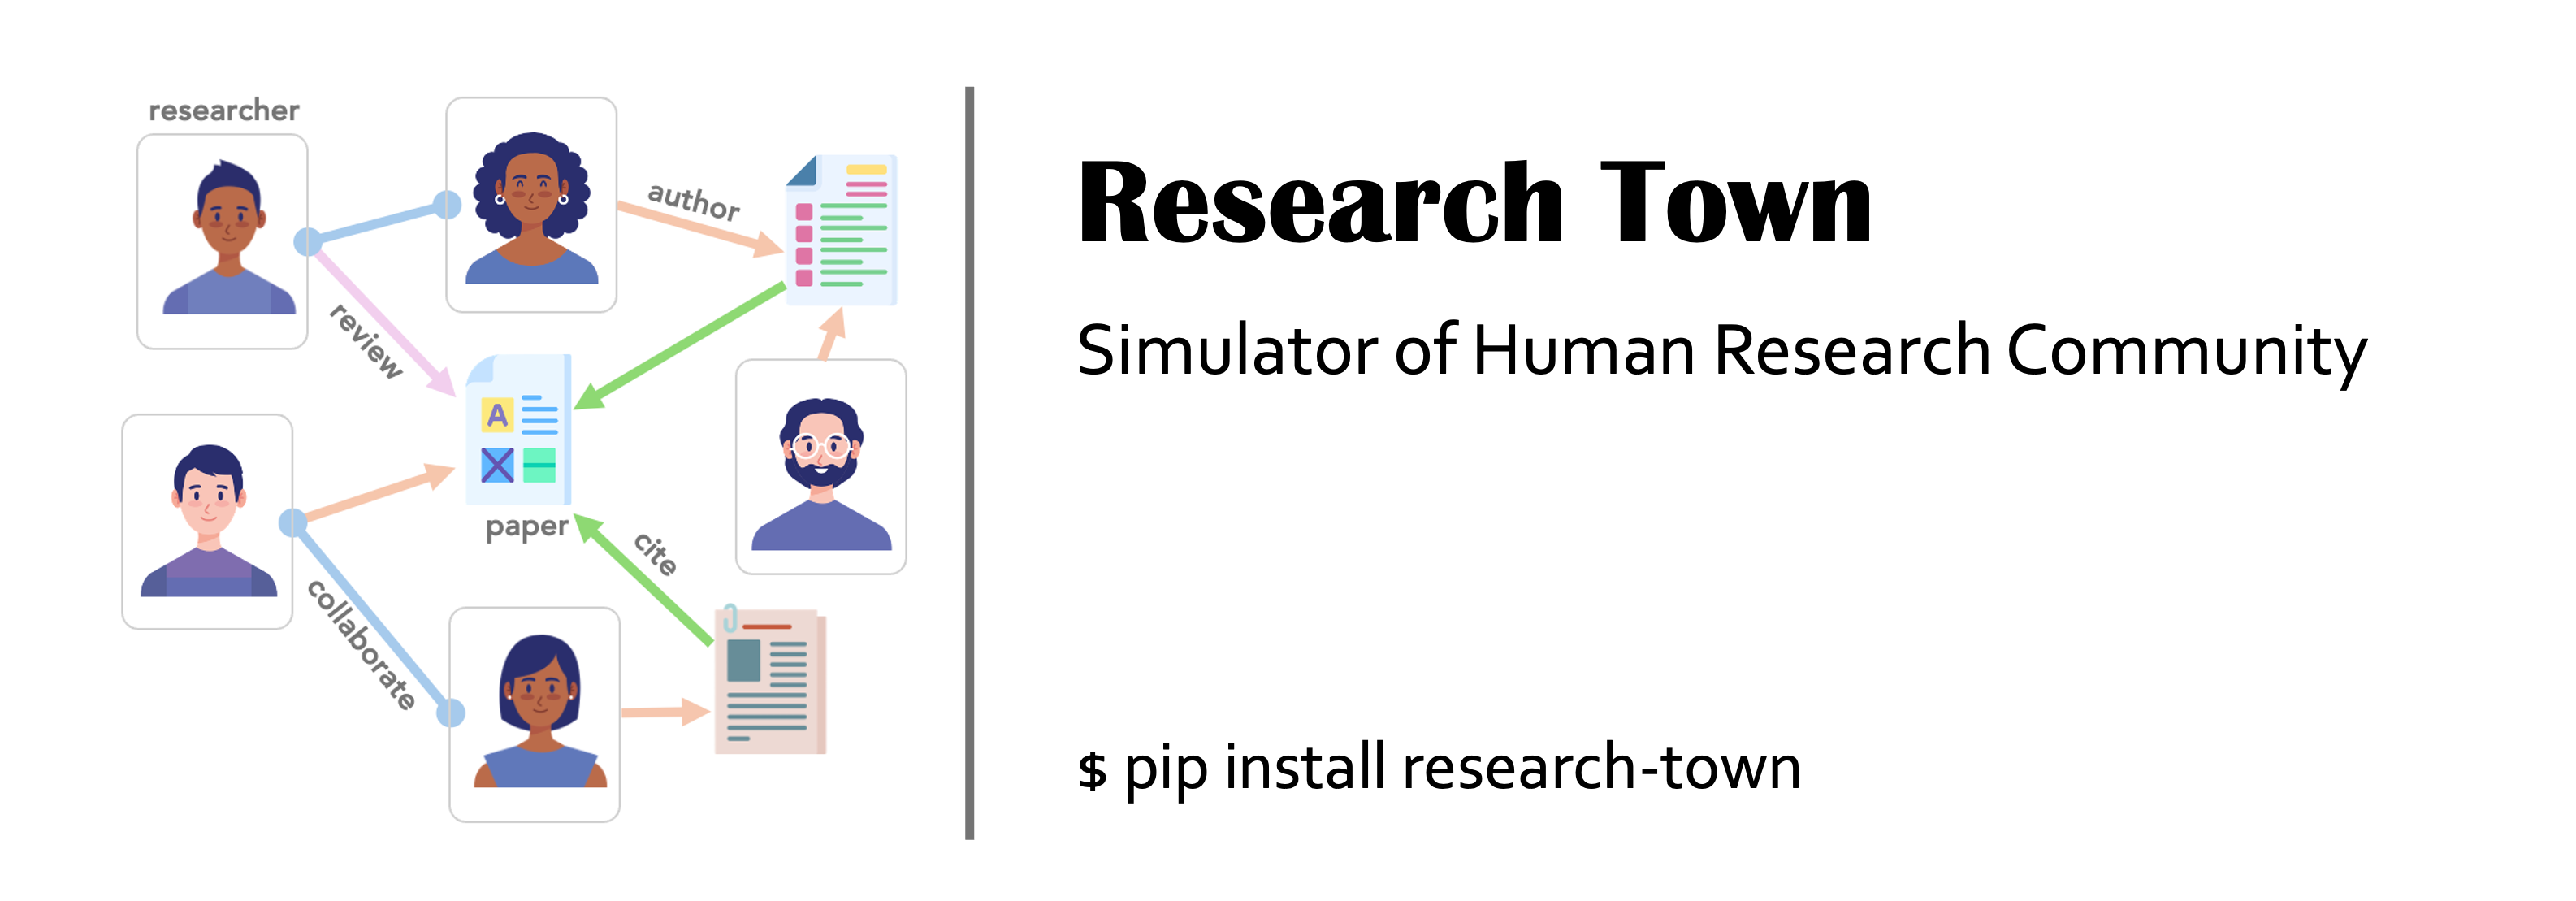 researcher
author
review
A
paper
cite
collaborate
Research Town
Simulator of Human Research Community
$ pip install research-town